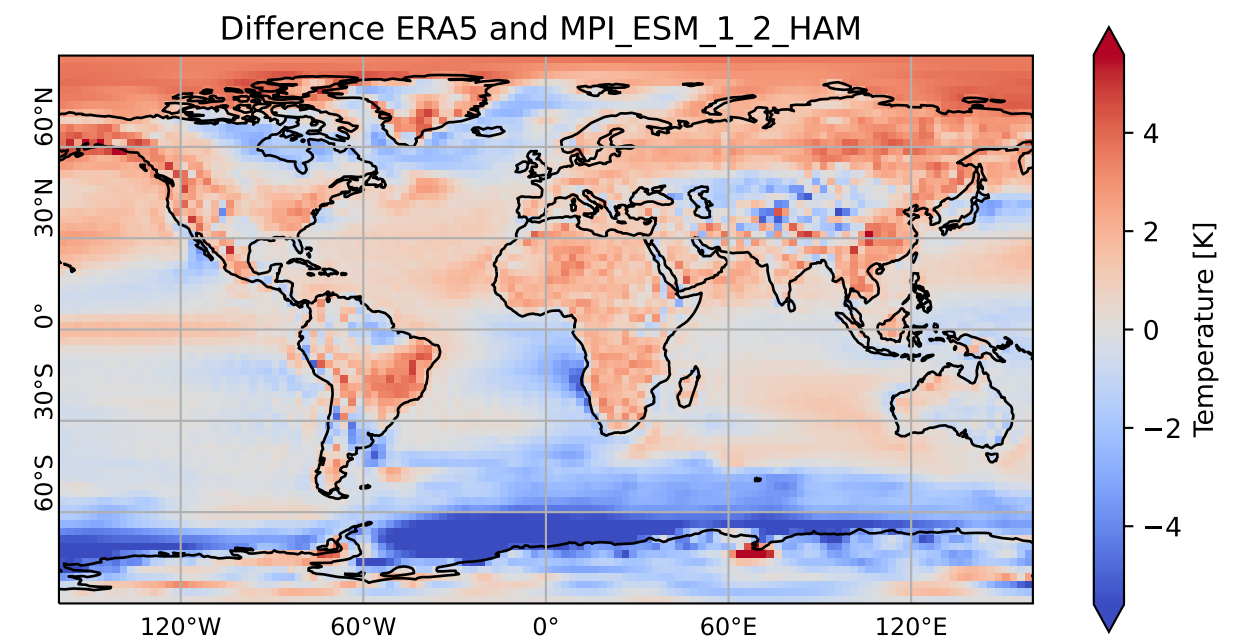 Difference ERA5 and MPI_ESM_1_2_HAM
60°N
30°N
0°
30°S
60°S
120°W
60°W
0°
60°E
120°E
4
2
0
−2
−4
Temperature [K]